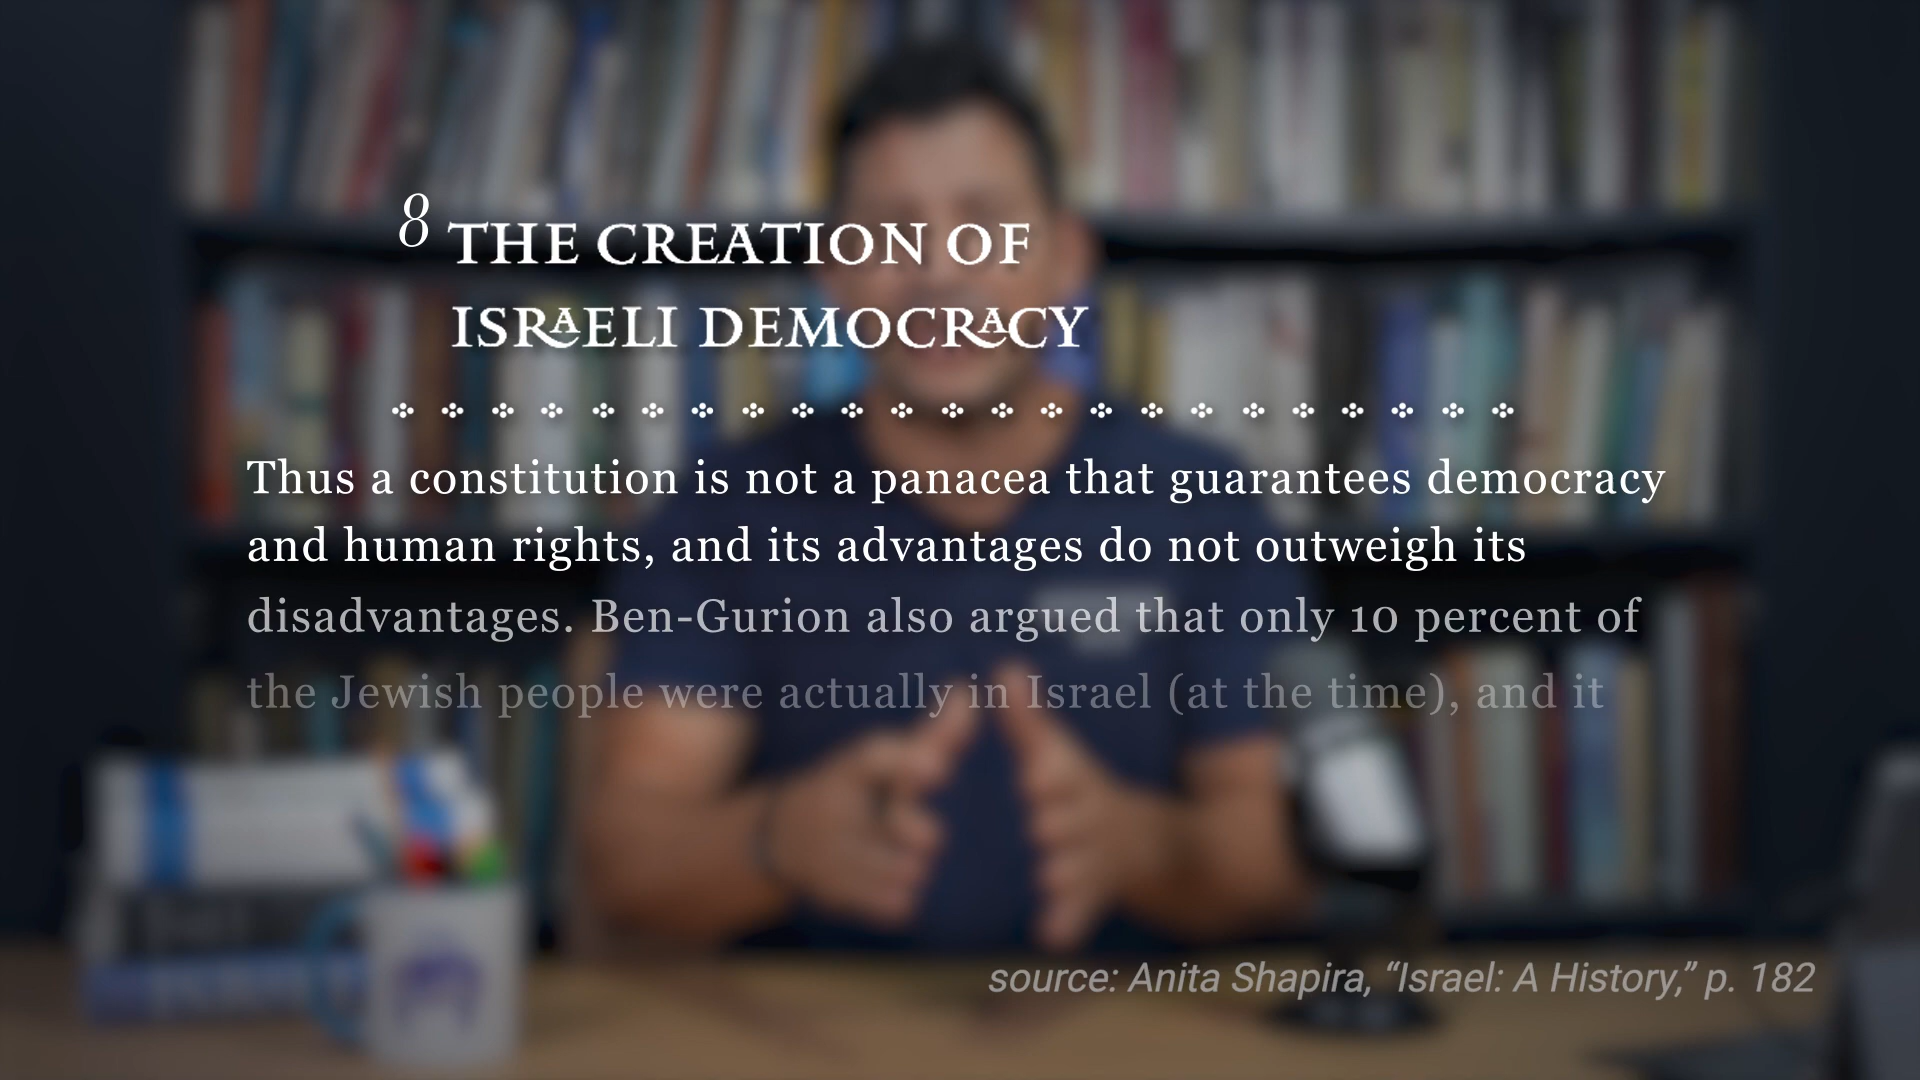 8 THE CREATION OF
ISRAELI DEMOCRACY
Thus a constitution is not a panacea that guarantees democracy
and human rights, and its advantages do not outweigh its
disadvantages. Ben-Gurion also argued that only 10 percent of
the Jewish people were actually in Israel (at the time), and it
source: Anita Shapira, “Israel: A History,” p. 182